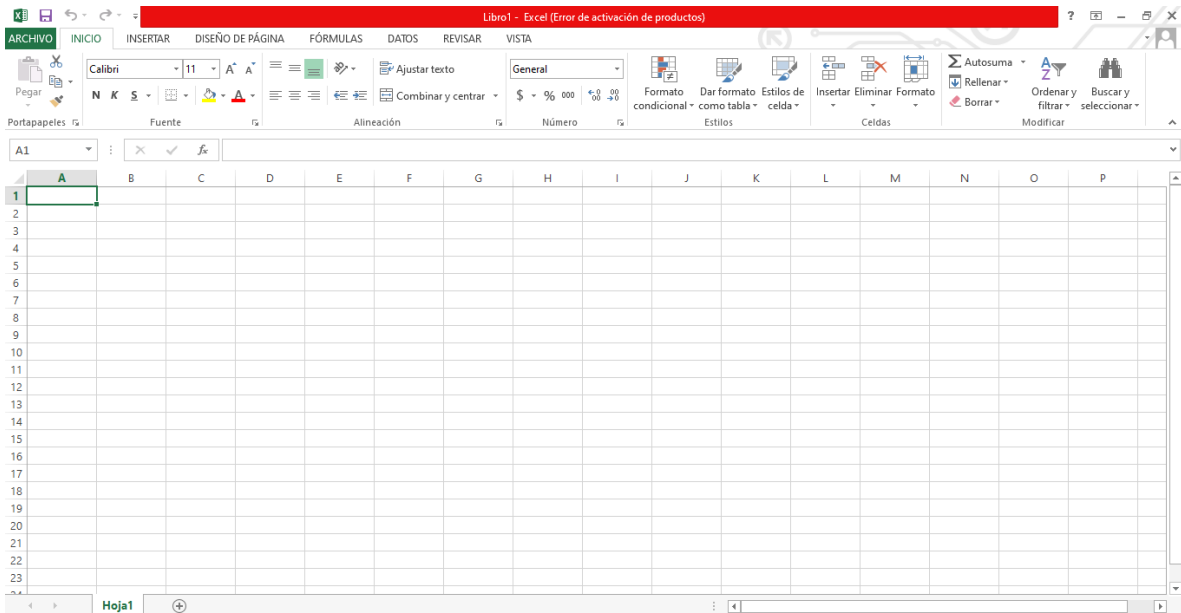 Libro1 - Excel (Error de activación de productos) ?
ARCHIVO INICIO INSERTAR DISEÑO DE PÁGINA FÓRMULAS DATOS REVISAR VISTA
Calibri 11 A A Ajustar texto General $ % 000
Pegar N K S A Combinar y centrar
Formato condicional Dar formato como tabla Estilos de celda
Insertar Eliminar Formato
Autosuma
Rellenar
Borrar
Ordenar y filtrar Buscar y seleccionar
Portapapeles Fuente Alineación Número Estilos Celdas Modificar
A1 fx
A B C D E F G H I J K L M N O P
1
2
3
4
5
6
7
8
9
10
11
12
13
14
15
16
17
18
19
20
21
22
23
Hoja1